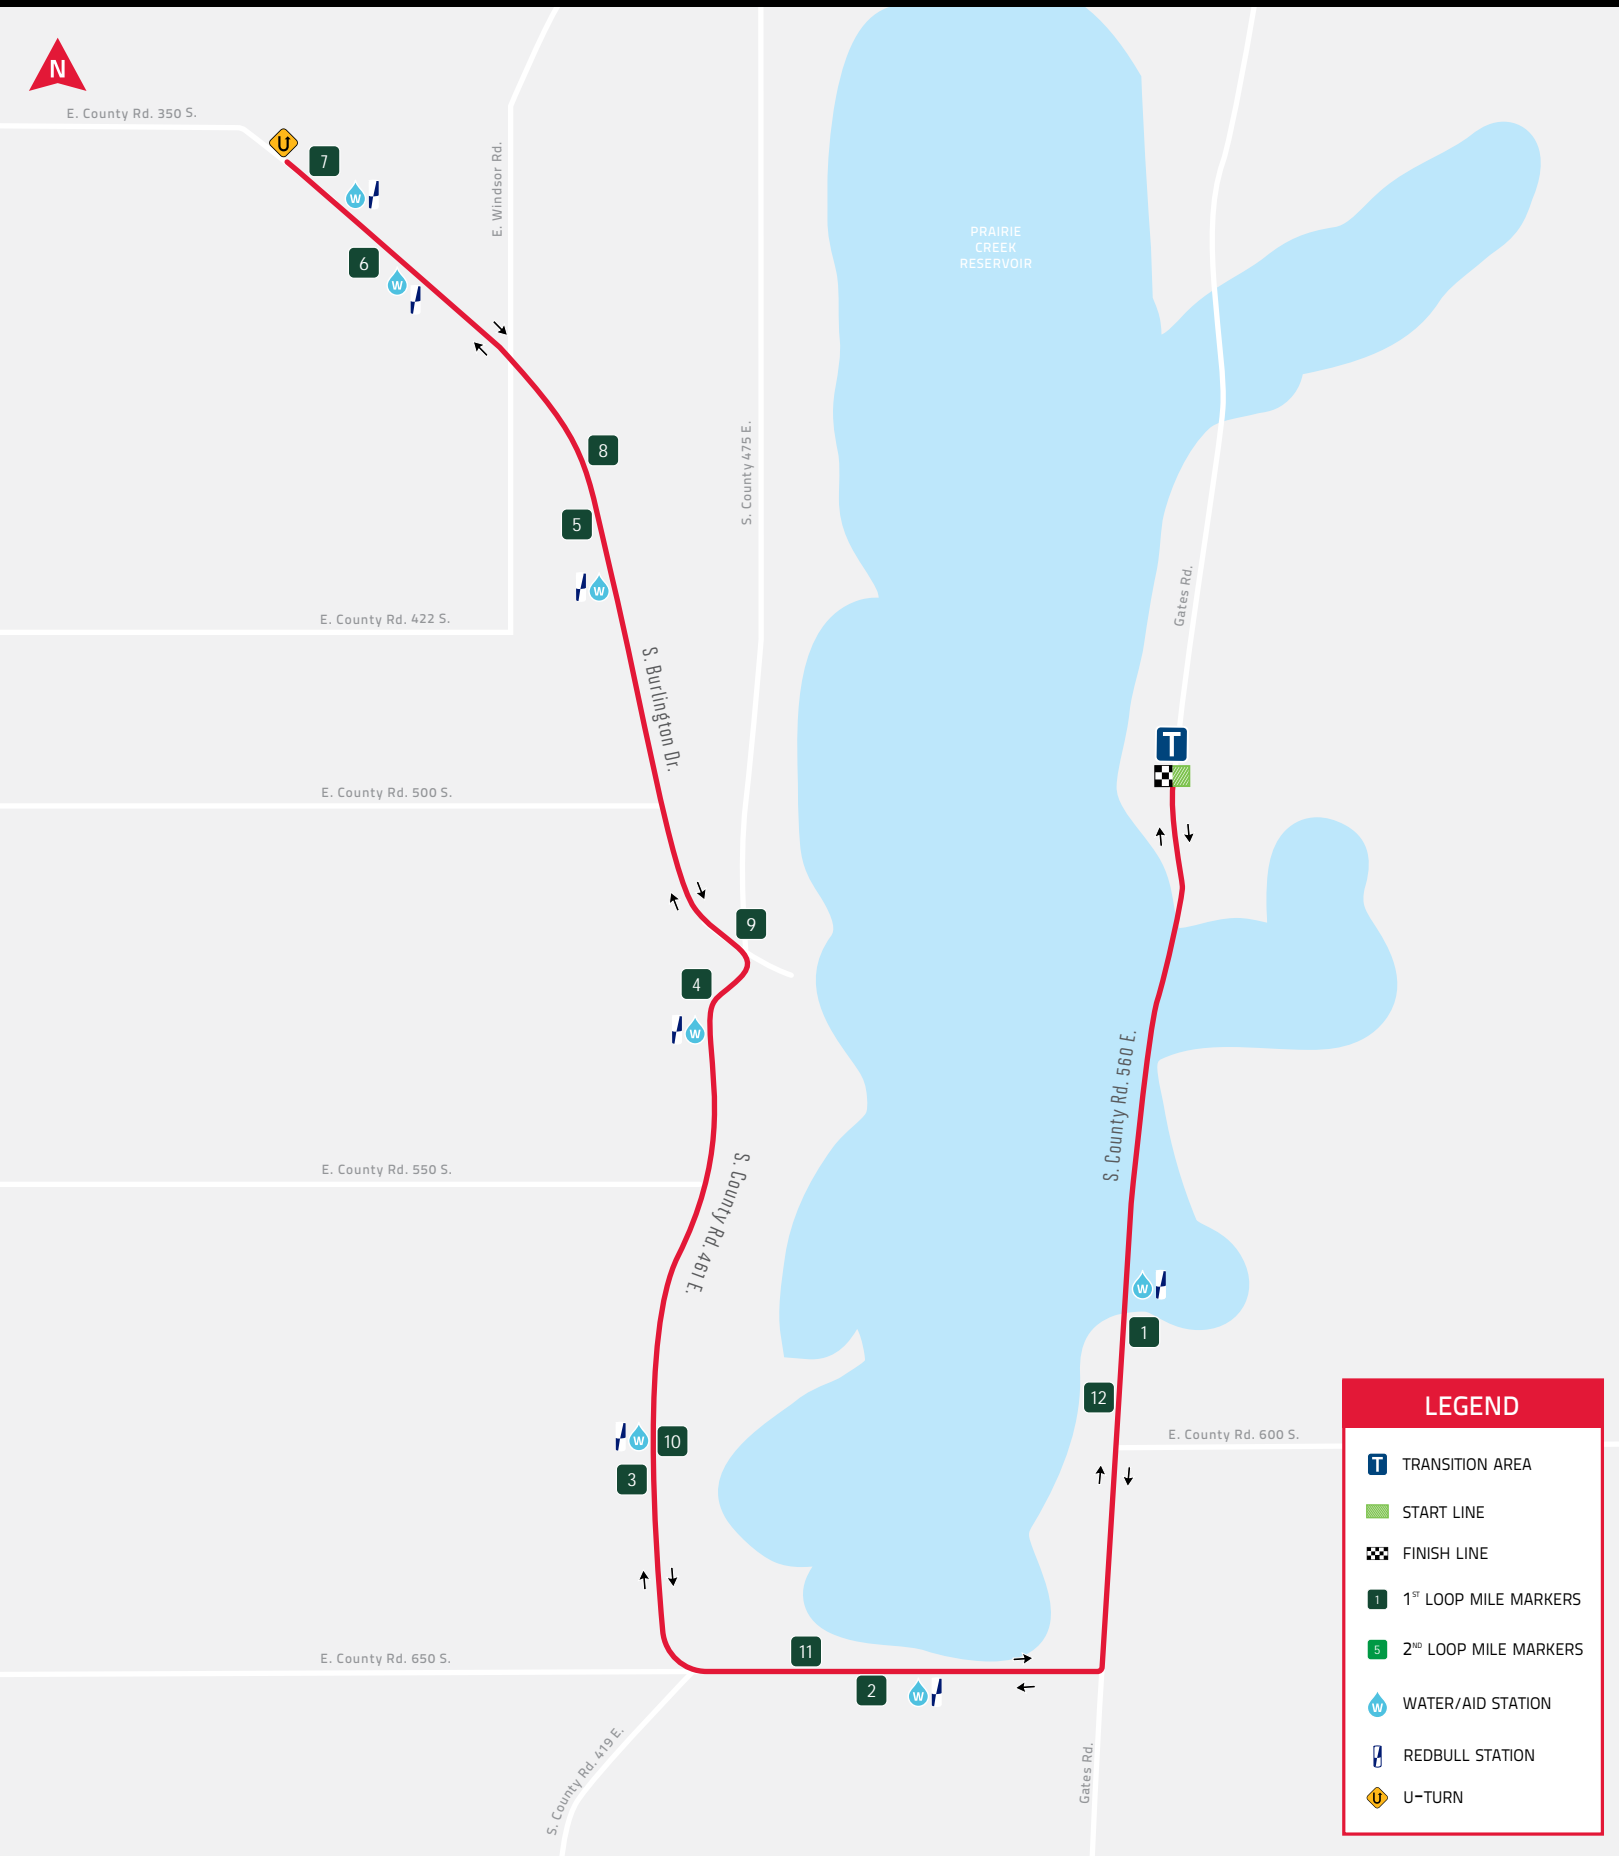 N
E. County Rd. 350 S.
U
7
W
E. Windsor Rd.
6
W
PRAIRIE
CREEK
RESERVOIR
8
S. County 475 E.
5
W
Gates Rd.
E. County Rd. 422 S.
S. Burlington Dr.
T
E. County Rd. 500 S.
9
4
W
S. County Rd. 560 E.
E. County Rd. 550 S.
S. County Rd. 461 E.
W
1
12
W
10
3
E. County Rd. 600 S.
11
E. County Rd. 650 S.
2
W
S. County Rd. 419 E.
Gates Rd.
LEGEND
T TRANSITION AREA
START LINE
FINISH LINE
1 1ST LOOP MILE MARKERS
5 2ND LOOP MILE MARKERS
W WATER/AID STATION
REDBULL STATION
U U-TURN